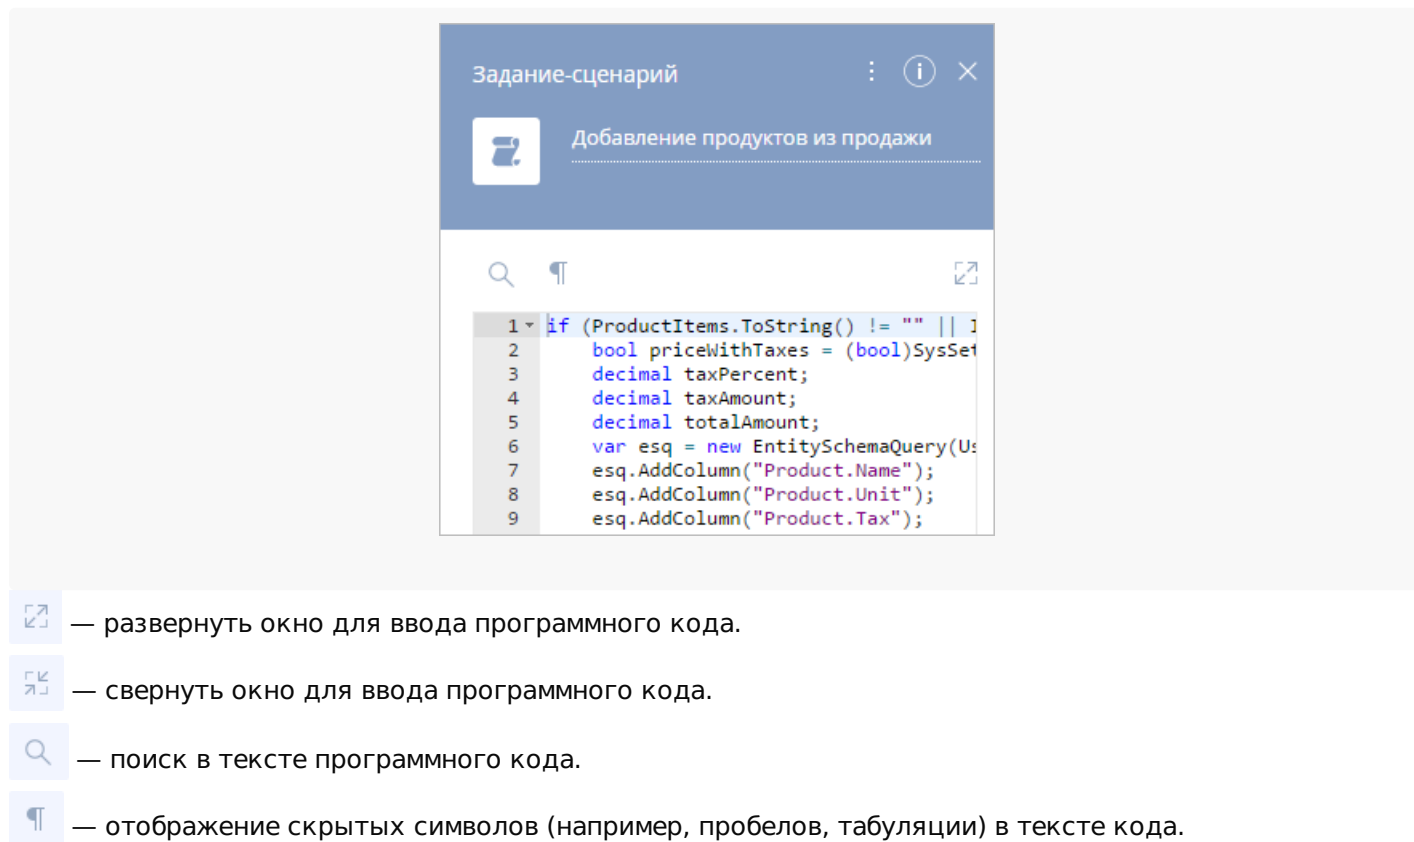 Задание-сценарий
Добавление продуктов из продажи
1 if (ProductItems.ToString() != "" ||
2 bool priceWithTaxes = (bool)SysSet
3 decimal taxPercent;
4 decimal taxAmount;
5 decimal totalAmount;
6 var esq = new EntitySchemaQuery(Us
7 esq.AddColumn("Product.Name");
8 esq.AddColumn("Product.Unit");
9 esq.AddColumn("Product.Tax");
— развернуть окно для ввода программного кода.
— свернуть окно для ввода программного кода.
— поиск в тексте программного кода.
¶ — отображение скрытых символов (например, пробелов, табуляции) в тексте кода.